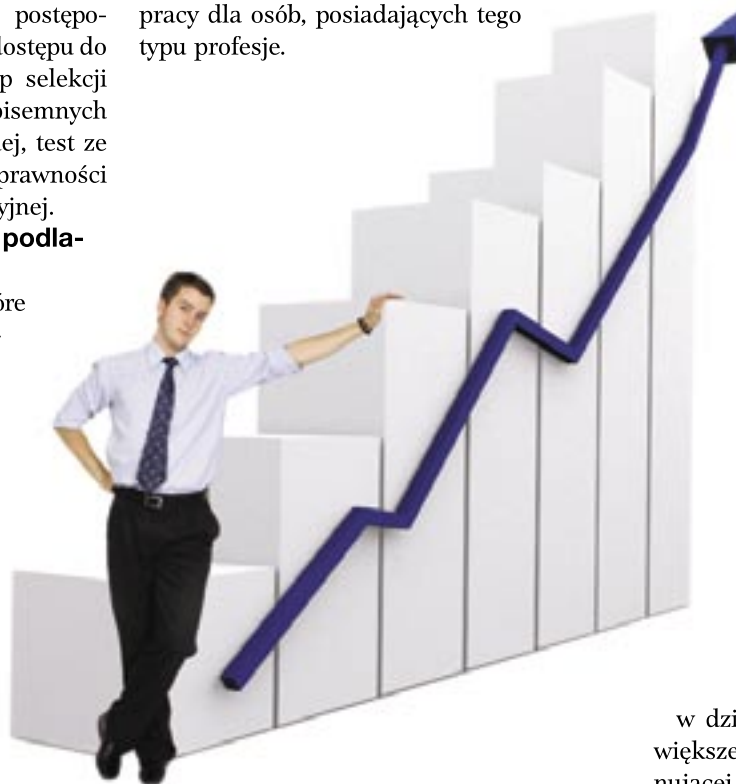 postępo-
dostępu do
p selekcji
pisemnych
ej, test ze
prawności
yjnej.
podla-
óre
pracy dla osób, posiadających tego
typu profesje.
w dzi
większe
nującej